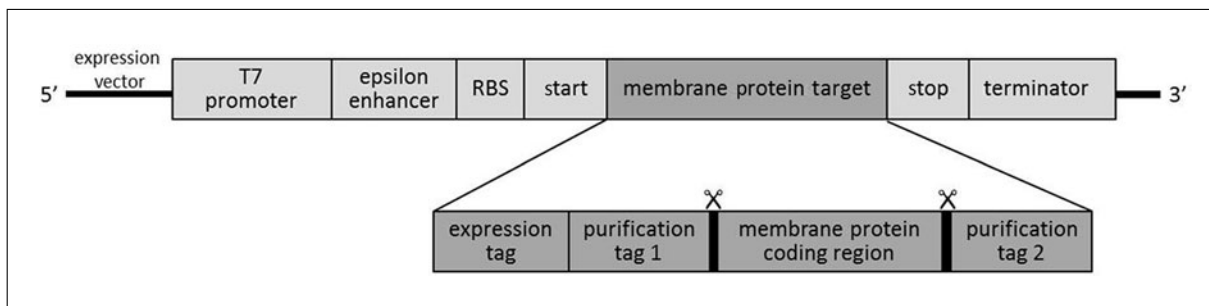 expression
vector
5’
T7
promoter
epsilon
enhancer
RBS
start
membrane protein target
stop
terminator
3’
expression
tag
purification
tag 1
membrane protein
coding region
purification
tag 2